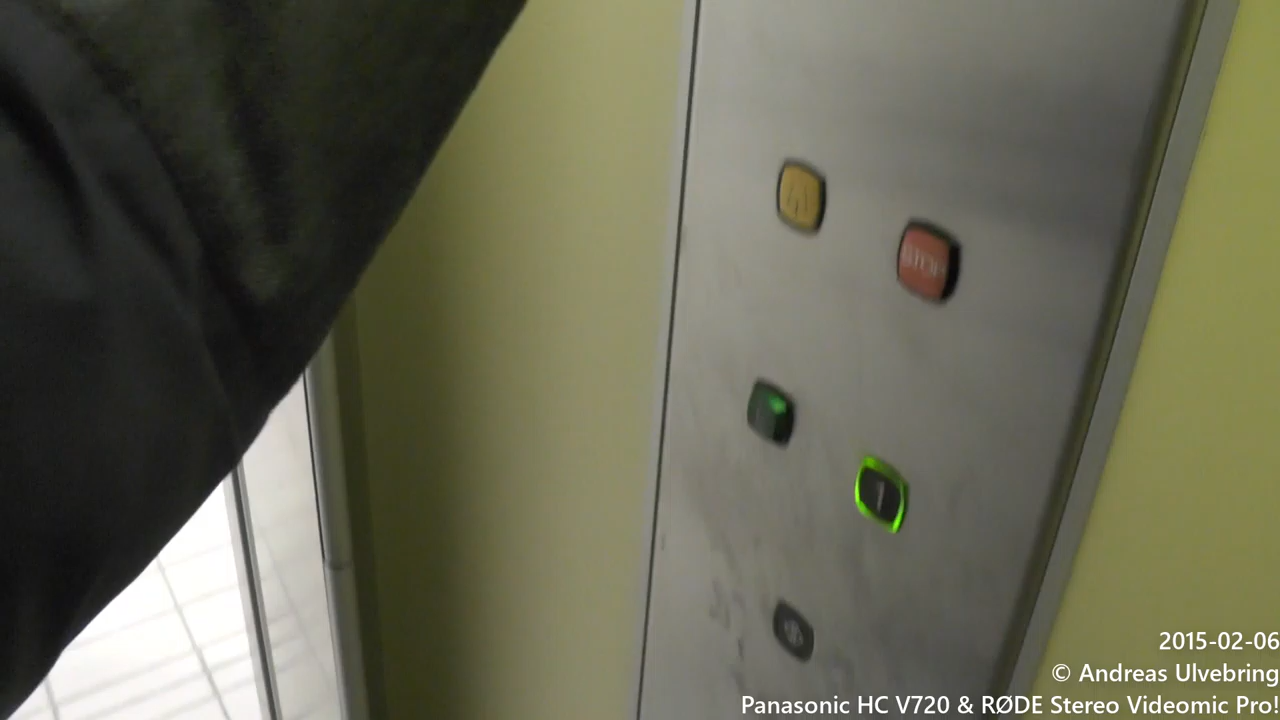 1
2015-02-06
© Andreas Ulvebring
Panasonic HC V720 & RØDE Stereo Videomic Pro!